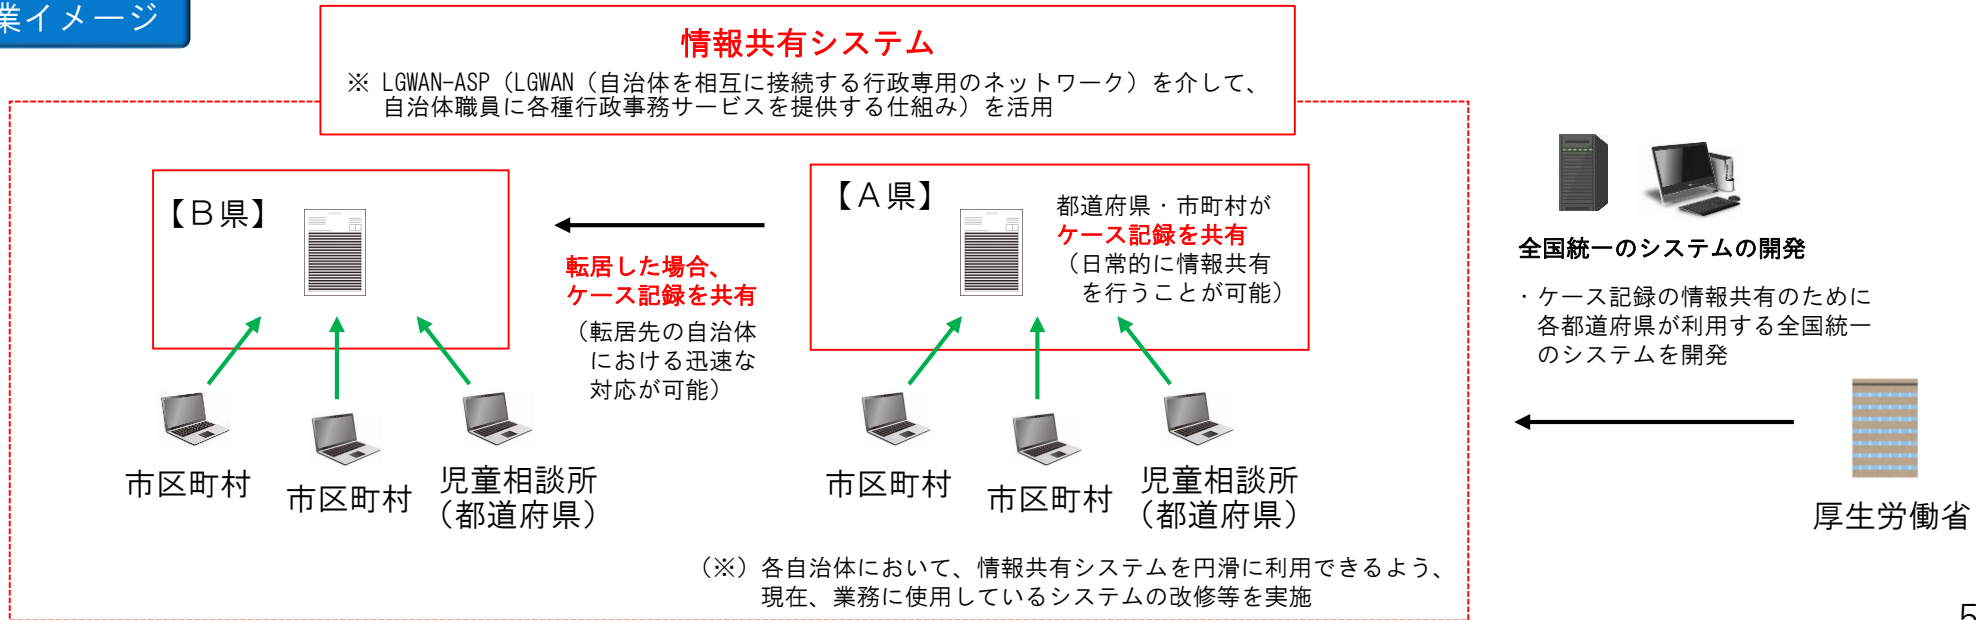 業イメージ
情報共有システム
※ LGWAN-ASP（LGWAN（自治体を相互に接続する行政専用のネットワーク）を介して、
自治体職員に各種行政事務サービスを提供する仕組み）を活用
【Ｂ県】
転居した場合、
ケース記録を共有
（転居先の自治体
における迅速な
対応が可能）
【Ａ県】
都道府県・市町村が
ケース記録を共有
（日常的に情報共有
を行うことが可能）
市区町村
市区町村
児童相談所
（都道府県）
市区町村
市区町村
児童相談所
（都道府県）
（※）各自治体において、情報共有システムを円滑に利用できるよう、
現在、業務に使用しているシステムの改修等を実施
全国統一のシステムの開発
・ケース記録の情報共有のために
各都道府県が利用する全国統一
のシステムを開発
厚生労働省
5